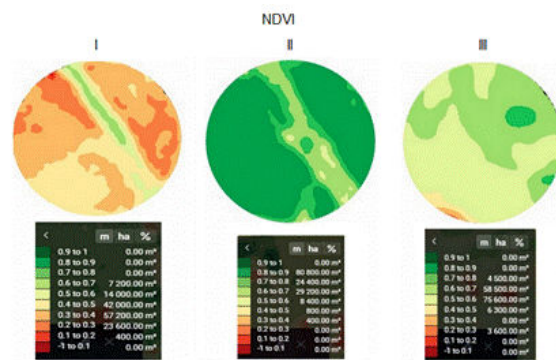 NDVI
I
II
III
m ha %
0.9 to 1 0.00 m²
0.8 to 0.9 0.00 m²
0.7 to 0.8 0.00 m²
0.6 to 0.7 7 200.00 m²
0.5 to 0.6 14 000.00 m²
0.4 to 0.5 42 000.00 m²
0.3 to 0.4 57 200.00 m²
0.2 to 0.3 23 600.00 m²
0.1 to 0.2 400.00 m²
-1 to 0.1 0.00 m²
m ha %
0.9 to 1 0.00 m²
0.8 to 0.9 80 800.00 m²
0.7 to 0.8 24 400.00 m²
0.6 to 0.7 29 200.00 m²
0.5 to 0.6 8 400.00 m²
0.4 to 0.5 800.00 m²
0.3 to 0.4 400.00 m²
0.2 to 0.3 0.00 m²
0.1 to 0.2 0.00 m²
-1 to 0.1 0.00 m²
m ha %
0.9 to 1 0.00 m²
0.8 to 0.9 0.00 m²
0.7 to 0.8 4 500.00 m²
0.6 to 0.7 58 500.00 m²
0.5 to 0.6 75 600.00 m²
0.4 to 0.5 6 300.00 m²
0.3 to 0.4 0.00 m²
0.2 to 0.3 3 600.00 m²
0.1 to 0.2 0.00 m²
-1 to 0.1 0.00 m²